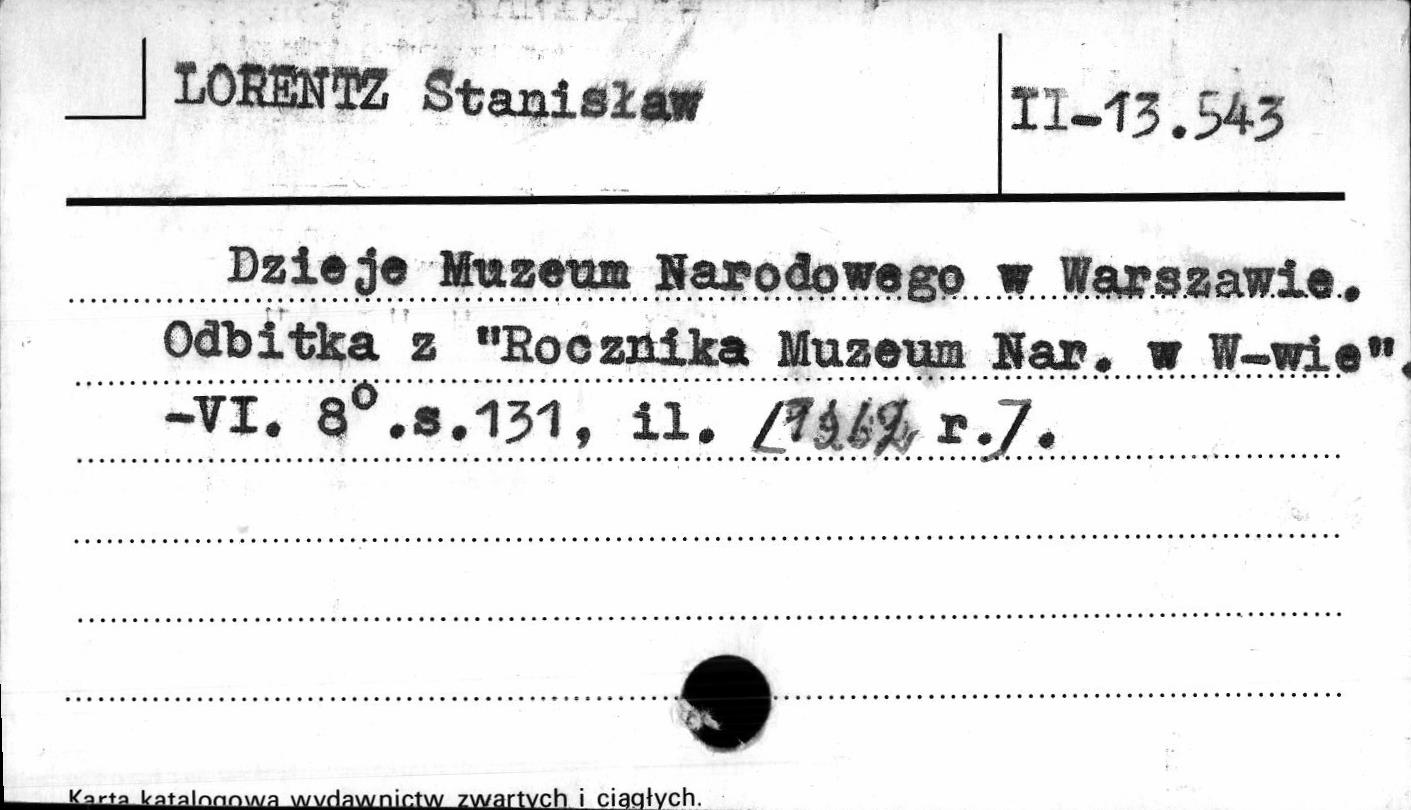 LORENTZ Stanisław
II-13.543
Dzieje Muzeum Narodowego w Warszawie.
Odbitka z "Rocznika Muzeum Nar. w W-wie".
-VI. 8°.s.131, il. /1962 r./.
Karta katalogowa wydawnictw zwartych i ciągłych.